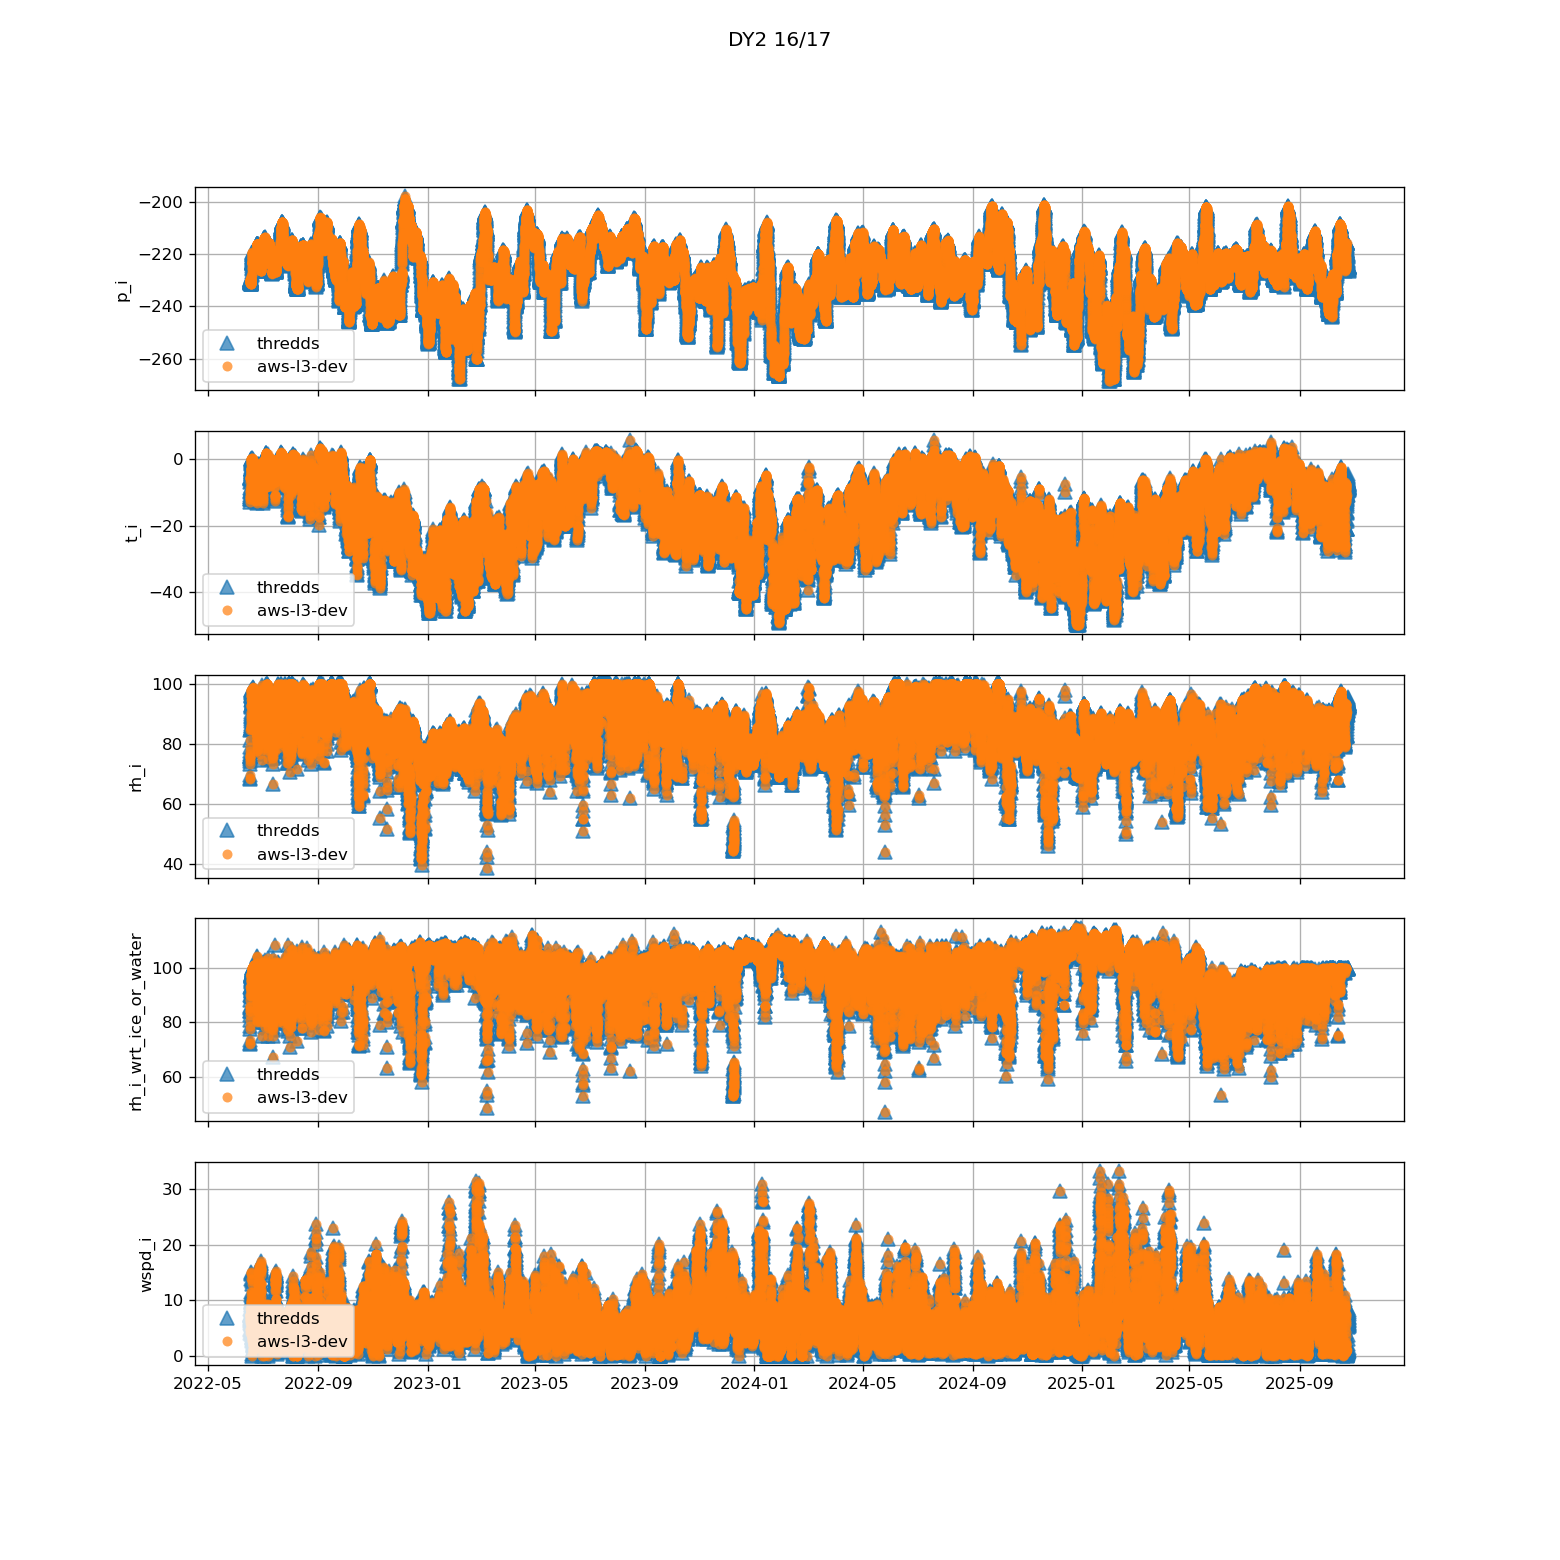 DY2 16/17
−200
−220
−240
−260
p_i
thredds
aws-l3-dev
0
−20
−40
t_i
thredds
aws-l3-dev
100
80
60
40
rh_i
thredds
aws-l3-dev
100
80
60
rh_i_wrt_ice_or_water
thredds
aws-l3-dev
30
20
10
0
wspd_i
thredds
aws-l3-dev
2022-05 2022-09 2023-01 2023-05 2023-09 2024-01 2024-05 2024-09 2025-01 2025-05 2025-09